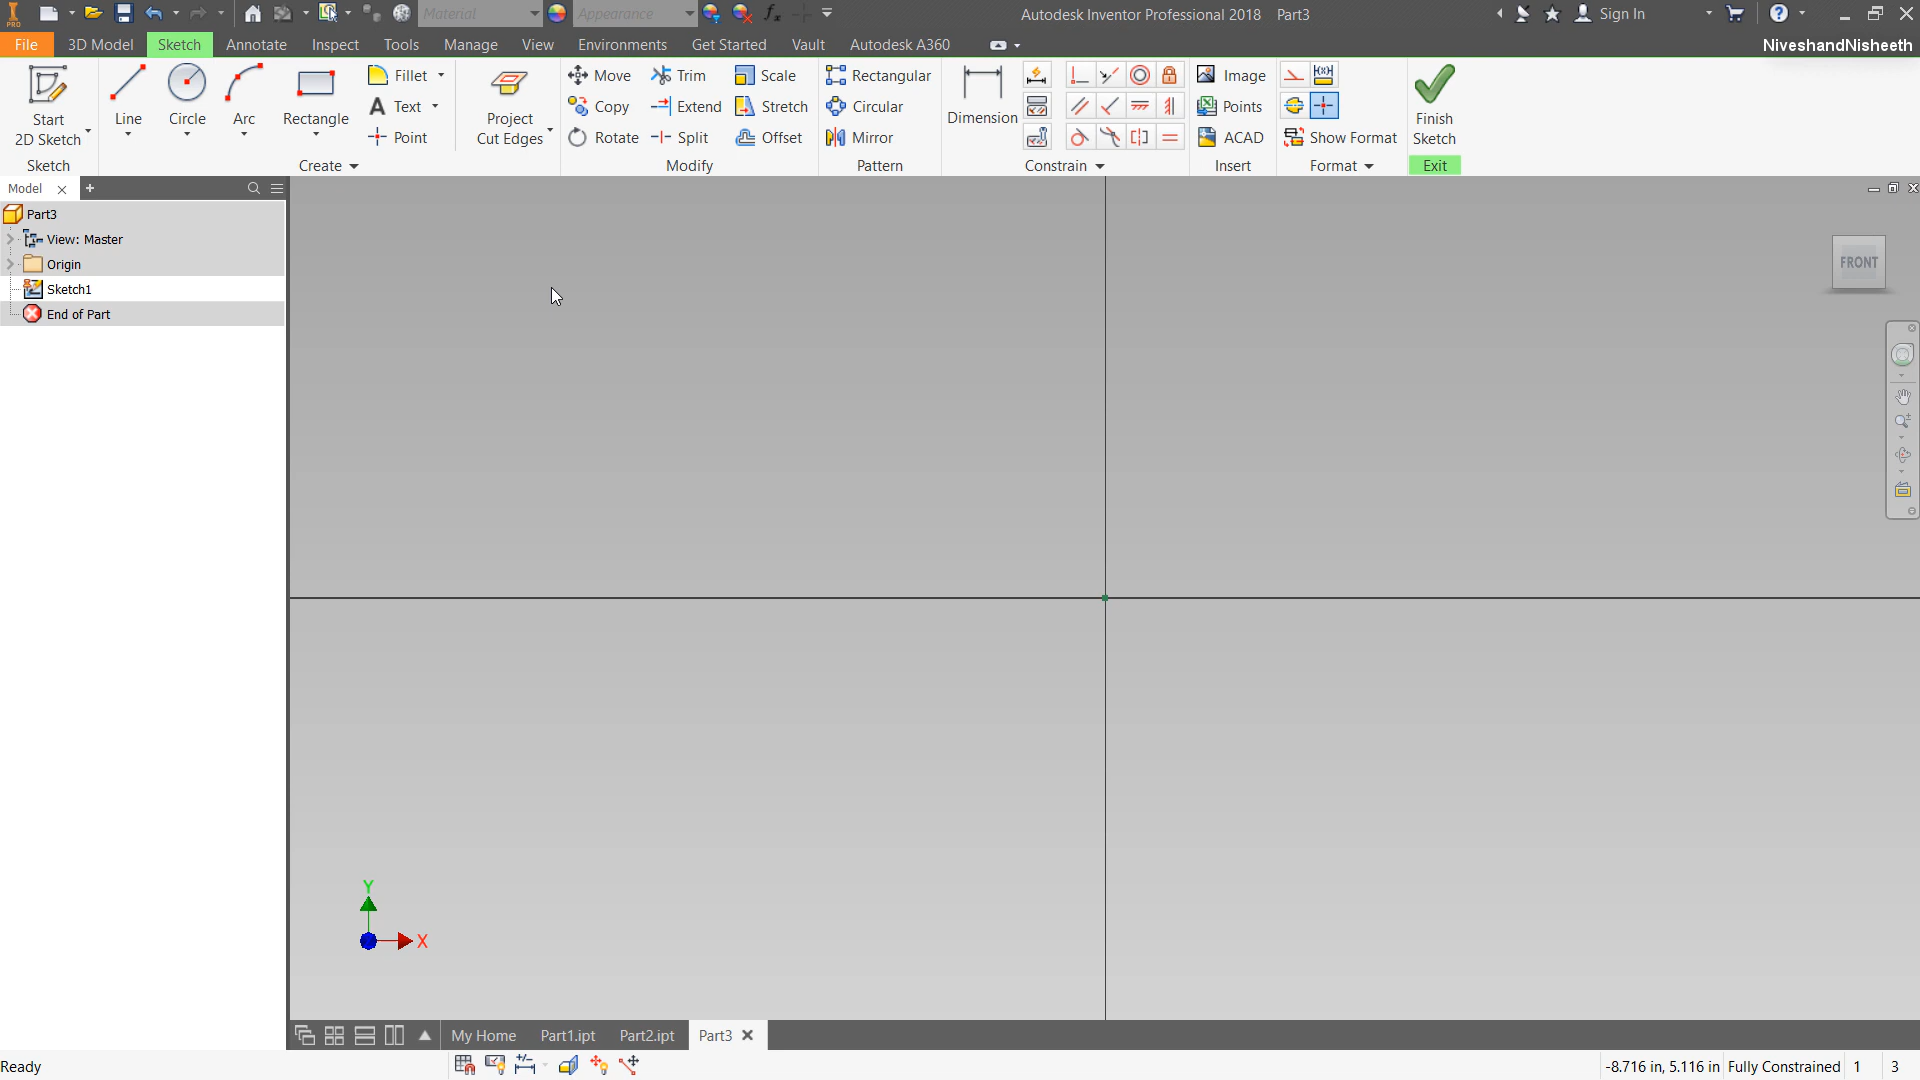 PRO
Material
Appearance
fx
Autodesk Inventor Professional 2018 Part3
Sign In
File
3D Model
Sketch
Annotate
Inspect
Tools
Manage
View
Environments
Get Started
Vault
Autodesk A360
NiveshandNisheeth
Start
2D Sketch
Sketch
Line
Circle
Arc
Rectangle
Fillet
Text
Point
Create
Project
Cut Edges
Move
Copy
Rotate
Trim
Extend
Split
Scale
Stretch
Offset
Modify
Rectangular
Circular
Mirror
Pattern
Dimension
Constrain
Image
Points
ACAD
Insert
Show Format
Format
Finish
Sketch
Exit
Model
Part3
View: Master
Origin
Sketch1
End of Part
FRONT
Y
X
My Home
Part1.ipt
Part2.ipt
Part3
Ready
-8.716 in, 5.116 in
Fully Constrained
1
3